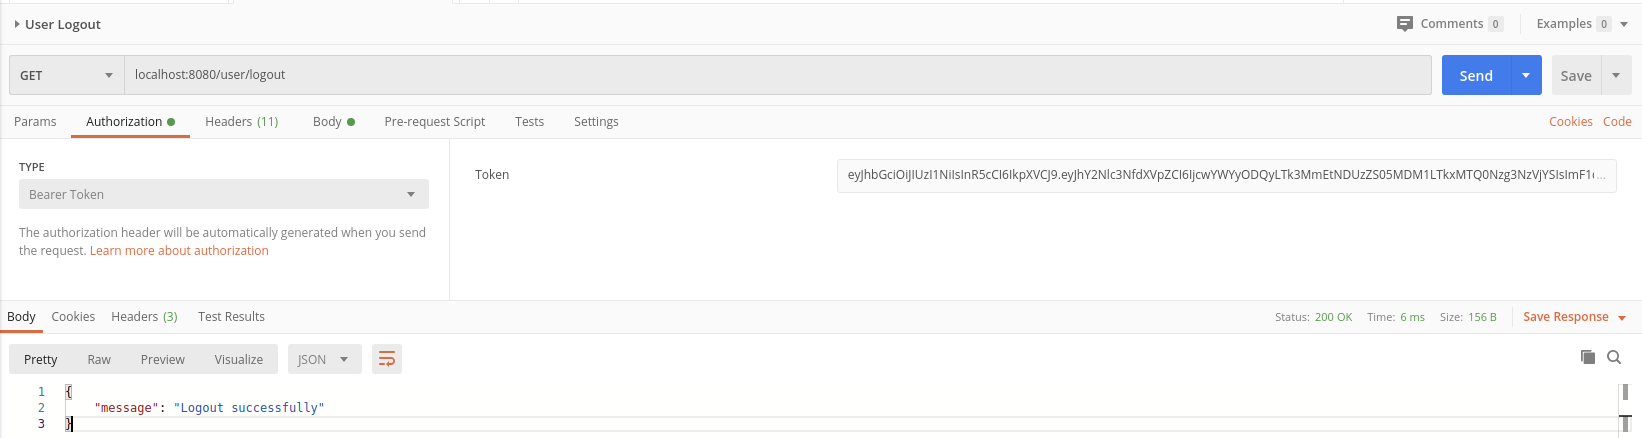 User Logout
Comments 0 Examples 0
GET localhost:8080/user/logout Send Save
Params Authorization Headers (11) Body Pre-request Script Tests Settings Cookies Code
TYPE
Bearer Token
The authorization header will be automatically generated when you send
the request. Learn more about authorization
Token
Body Cookies Headers (3) Test Results Status: 200 OK Time: 6 ms Size: 156 B Save Response
Pretty Raw Preview Visualize JSON
1 {
2 "message": "Logout successfully"
3 }